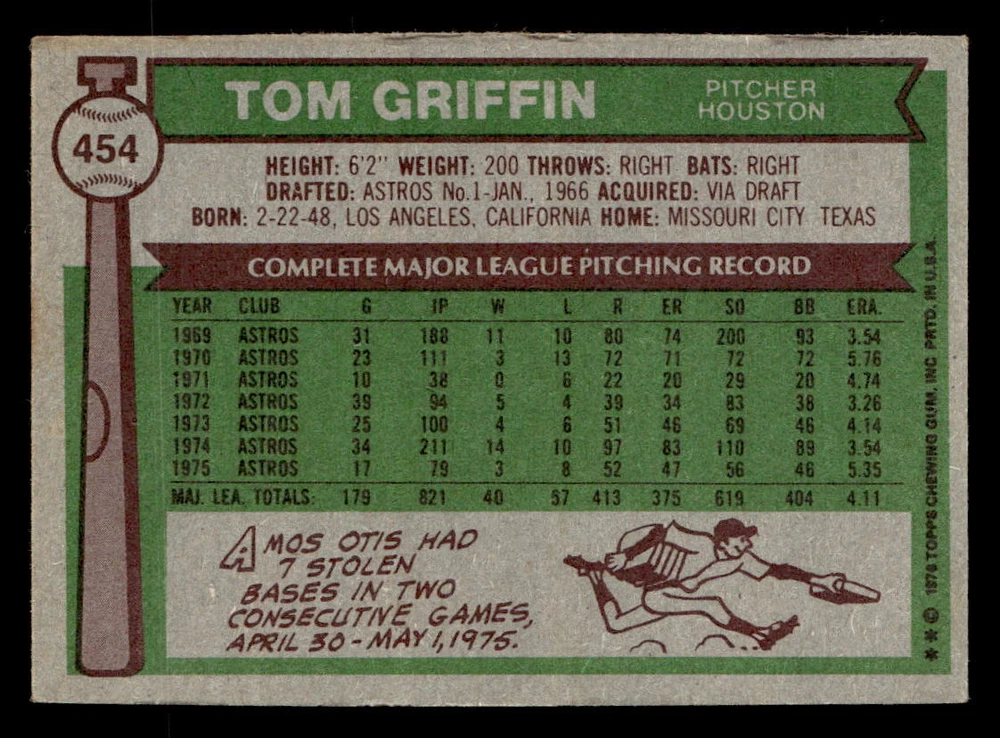 454
TOM GRIFFIN
PITCHER
HOUSTON
HEIGHT: 6'2" WEIGHT: 200 THROWS: RIGHT BATS: RIGHT
DRAFTED: ASTROS No.1-JAN., 1966 ACQUIRED: VIA DRAFT
BORN: 2-22-48, LOS ANGELES, CALIFORNIA HOME: MISSOURI CITY TEXAS
COMPLETE MAJOR LEAGUE PITCHING RECORD
YEAR CLUB G IP W L R ER SO BB ERA.
1969 ASTROS 31 188 11 10 80 74 200 93 3.54
1970 ASTROS 23 111 3 13 72 71 72 72 5.76
1971 ASTROS 10 38 0 6 22 20 29 20 4.74
1972 ASTROS 39 94 5 4 39 34 83 38 3.26
1973 ASTROS 25 100 4 6 51 46 69 46 4.14
1974 ASTROS 34 211 14 10 97 83 110 89 3.54
1975 ASTROS 17 79 3 8 52 47 56 46 5.35
MAJ. LEA. TOTALS: 179 821 40 57 413 375 619 404 4.11
AMOS OTIS HAD
7 STOLEN
BASES IN TWO
CONSECUTIVE GAMES,
APRIL 30 - MAY 1, 1975.
** © 1976 TOPPS CHEWING GUM, INC PRTD. IN U.S.A.